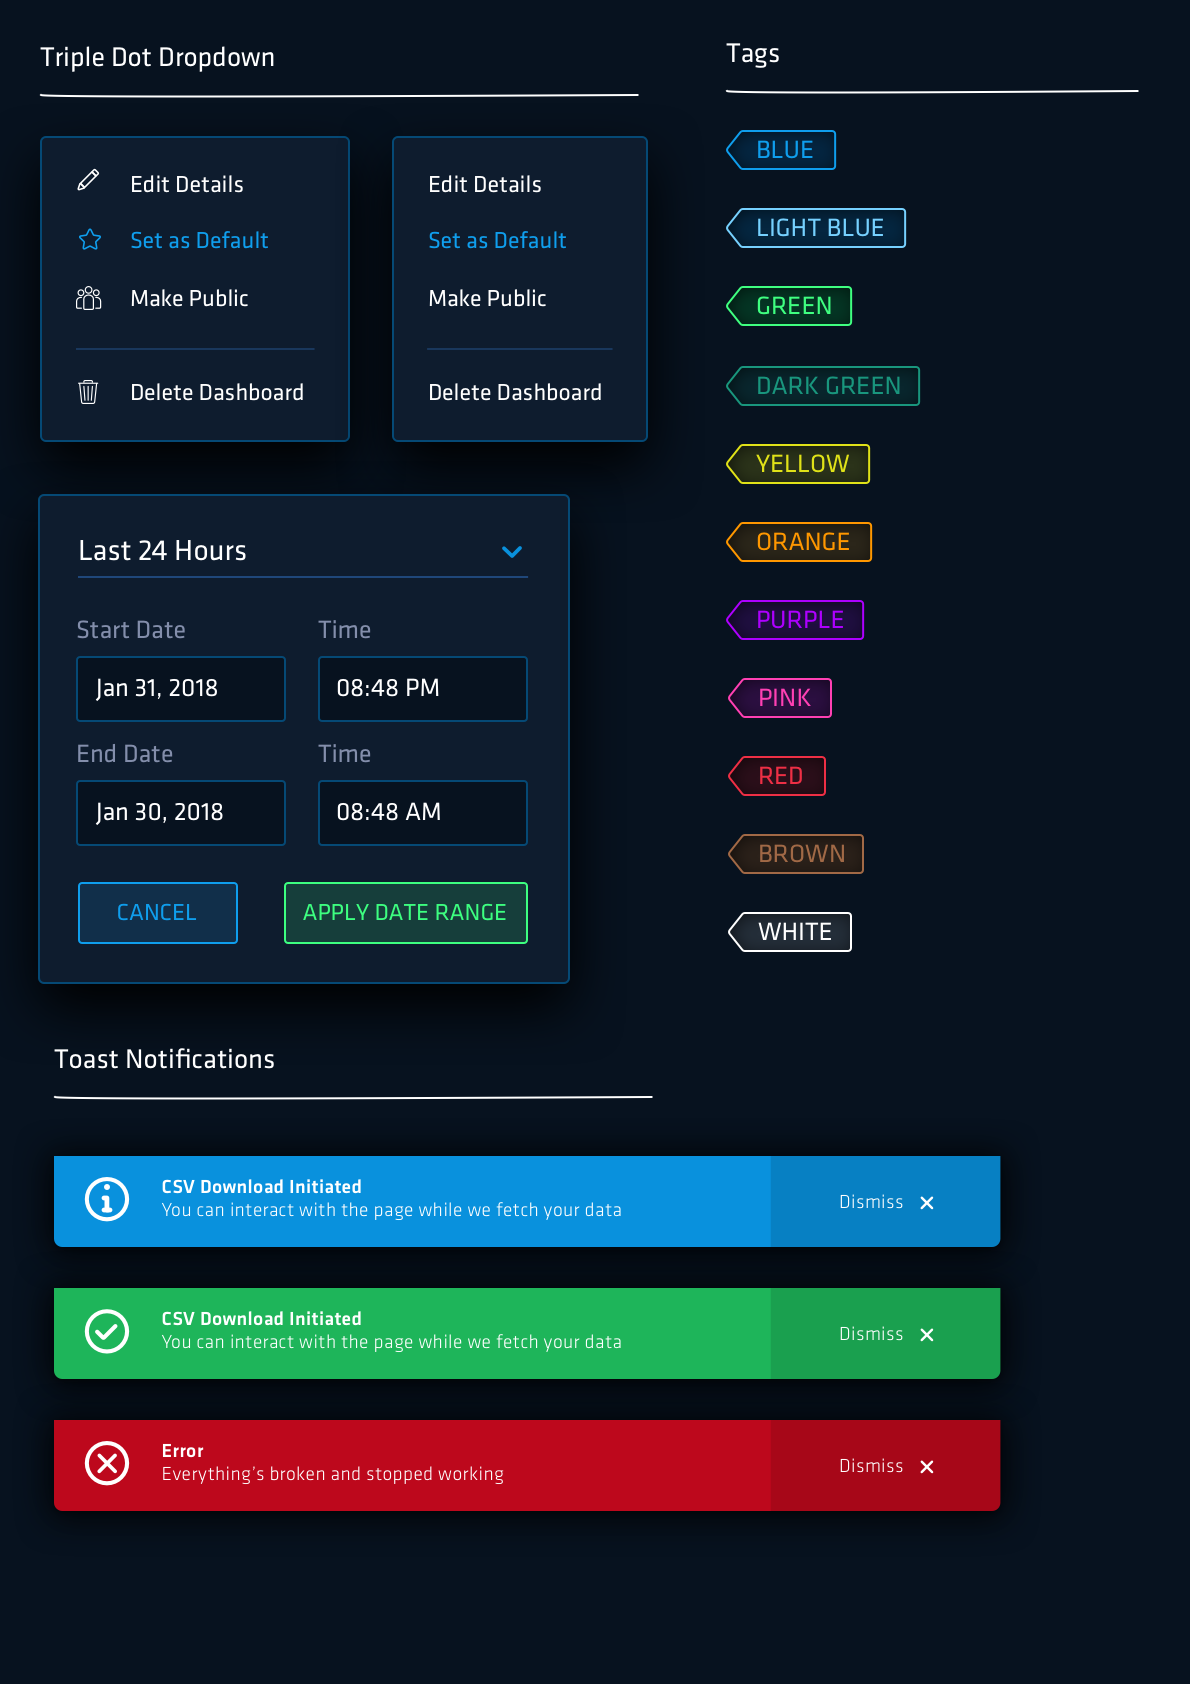 Triple Dot Dropdown
Edit Details
Set as Default
Make Public
Delete Dashboard
Edit Details
Set as Default
Make Public
Delete Dashboard
Last 24 Hours
Start Date
Time
Jan 31, 2018
08:48 PM
End Date
Time
Jan 30, 2018
08:48 AM
CANCEL
APPLY DATE RANGE
Tags
BLUE
LIGHT BLUE
GREEN
DARK GREEN
YELLOW
ORANGE
PURPLE
PINK
RED
BROWN
WHITE
Toast Notifications
CSV Download Initiated
You can interact with the page while we fetch your data
Dismiss
CSV Download Initiated
You can interact with the page while we fetch your data
Dismiss
Error
Everything's broken and stopped working
Dismiss